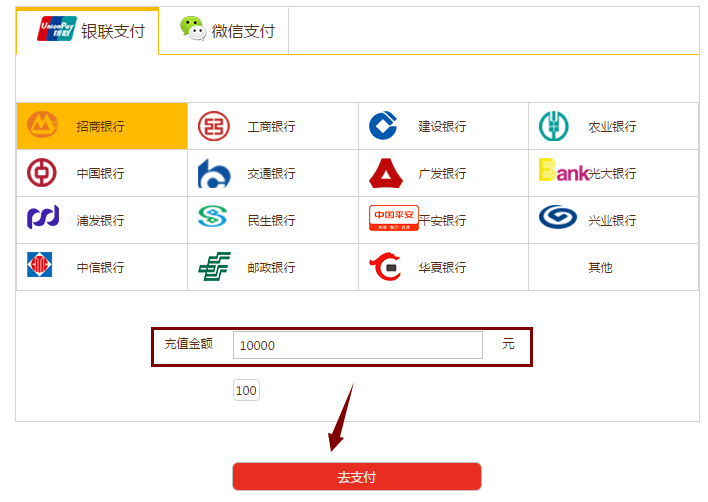 UnionPay 银联 银联支付 微信支付
招商银行 工商银行 建设银行 农业银行
中国银行 交通银行 广发银行 Bank 光大银行
浦发银行 民生银行 中国平安 平安银行 兴业银行
中信银行 邮政银行 华夏银行 其他
充值金额 10000 元
100
去支付